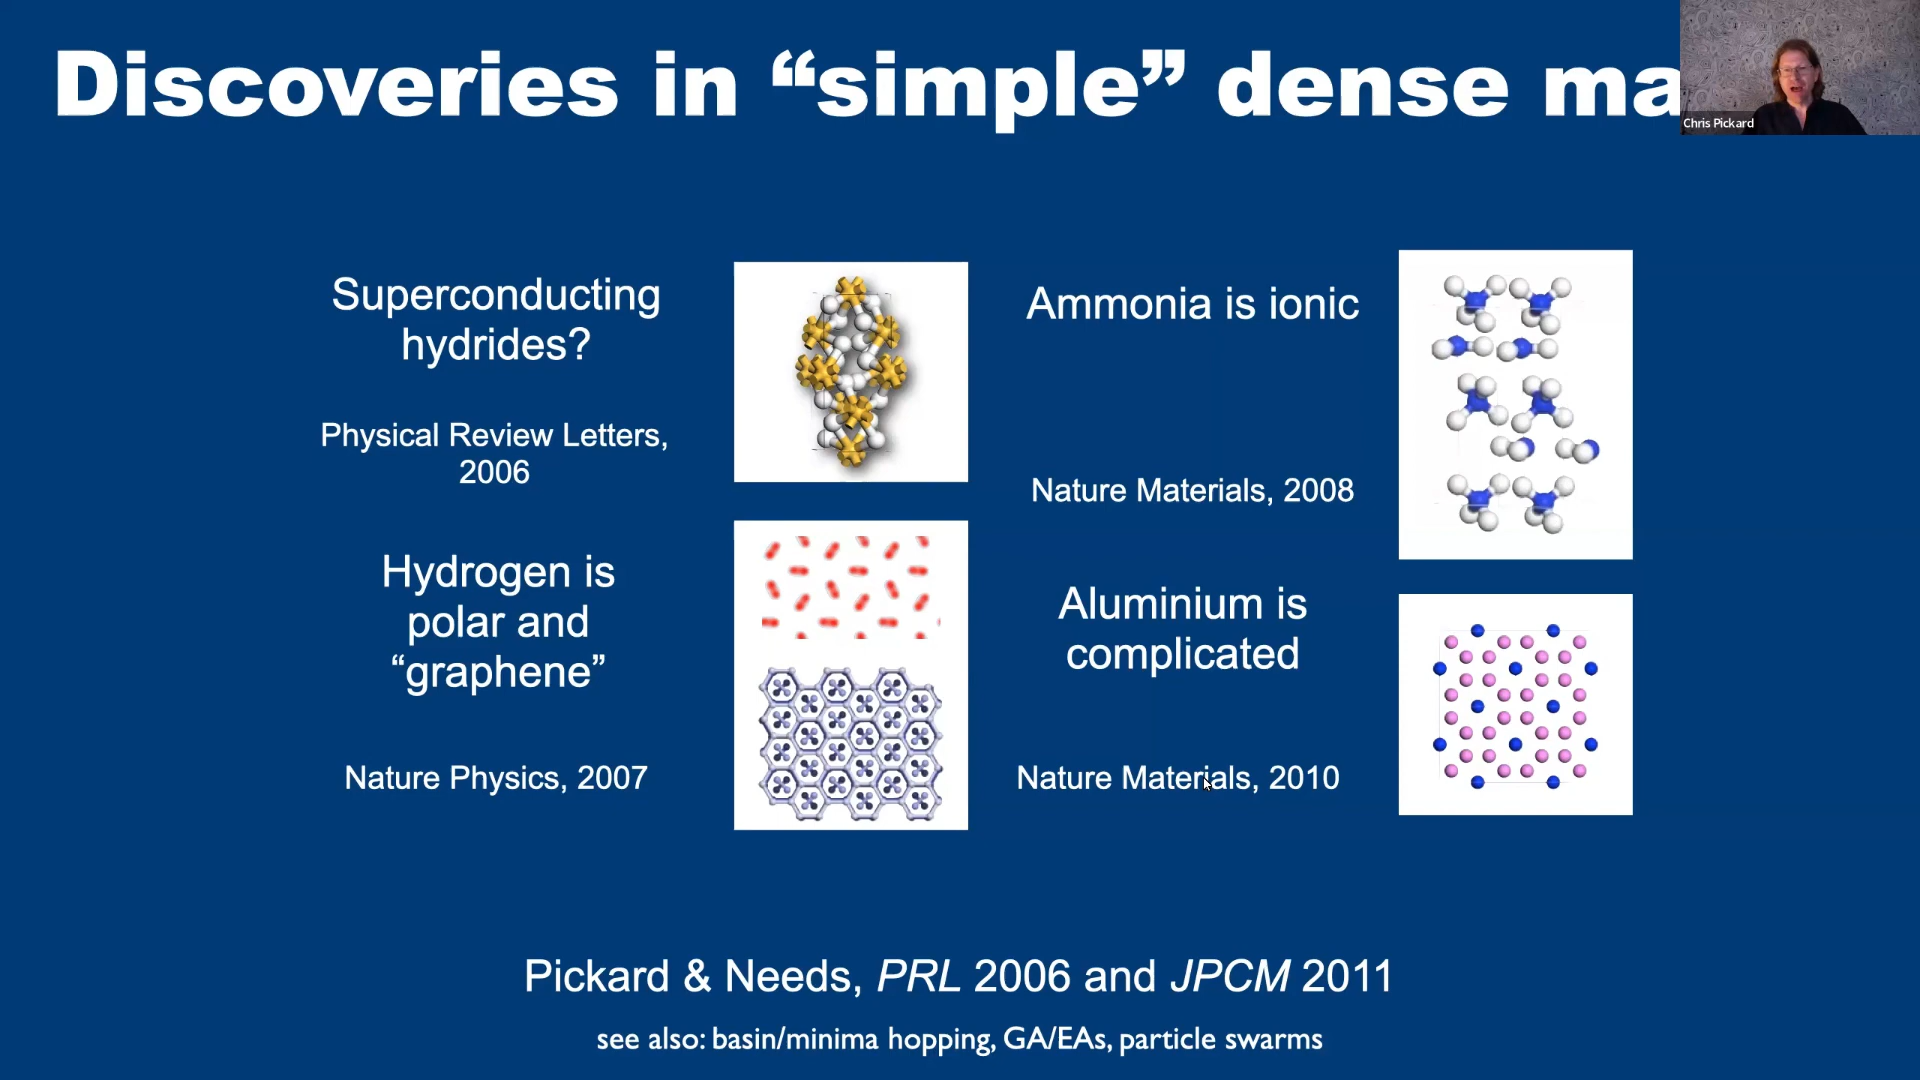 Discoveries in “simple” dense ma
Chris Pickard
Superconducting
hydrides?
Physical Review Letters,
2006
Ammonia is ionic
Nature Materials, 2008
Hydrogen is
polar and
“graphene”
Nature Physics, 2007
Aluminium is
complicated
Nature Materials, 2010
Pickard & Needs, PRL 2006 and JPCM 2011
see also: basin/minima hopping, GA/EAs, particle swarms